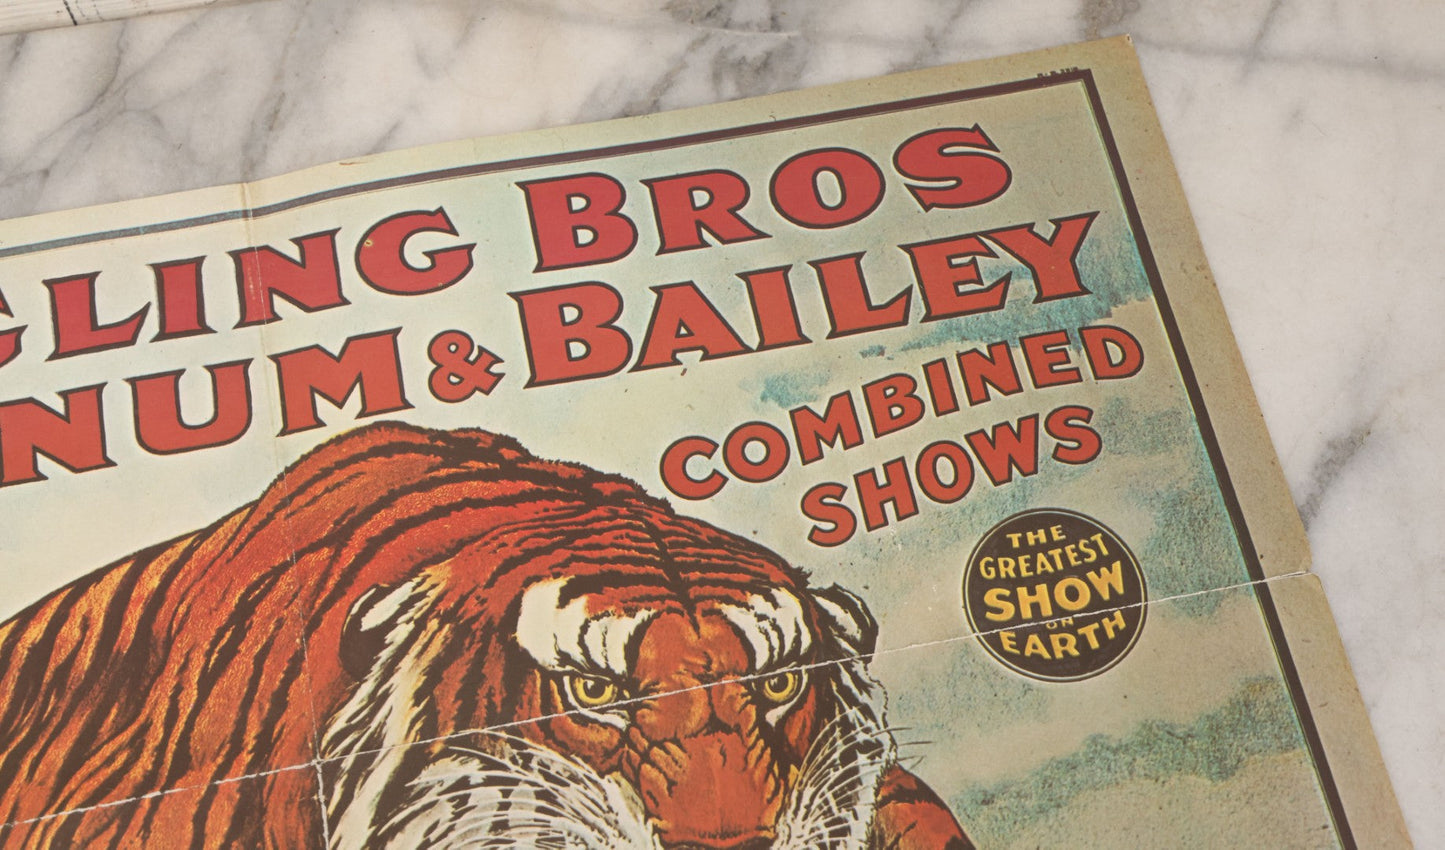 GLING BROS
NUM & BAILEY
COMBINED
SHOWS
THE
GREATEST
SHOW
ON
EARTH